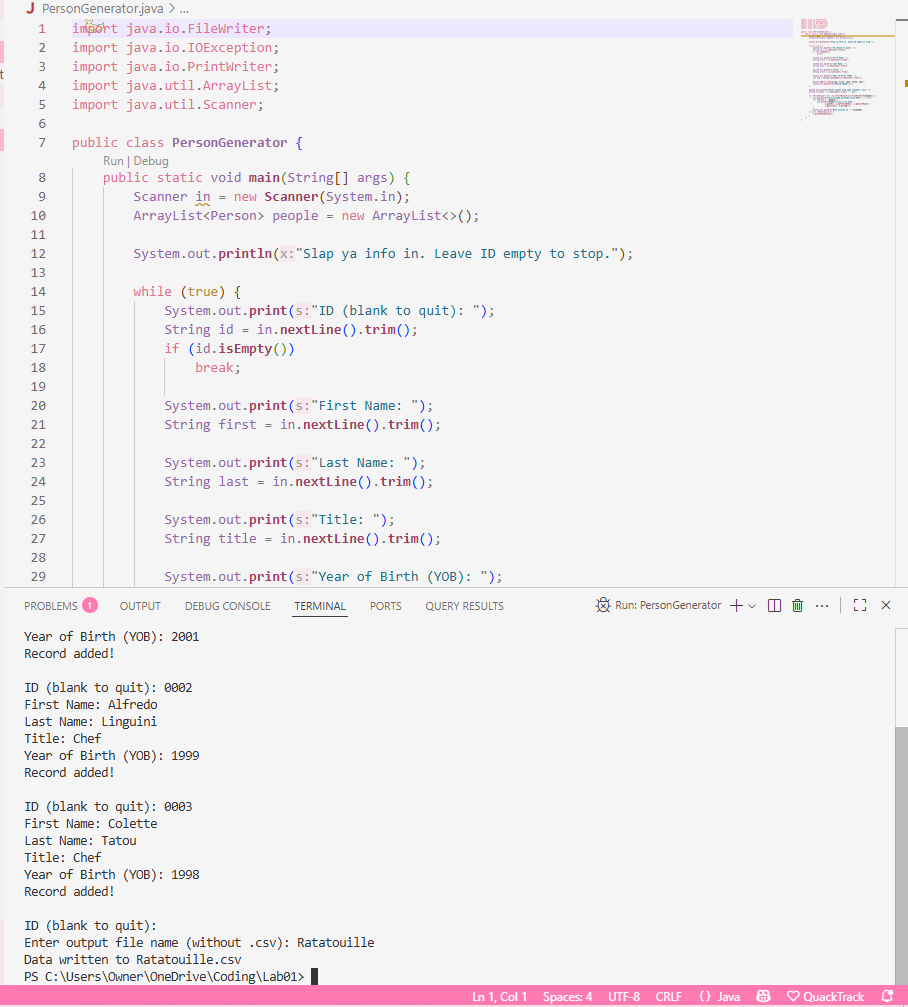 PersonGenerator.java > ...
1 import java.io.FileWriter;
2 import java.io.IOException;
3 import java.io.PrintWriter;
4 import java.util.ArrayList;
5 import java.util.Scanner;
6
7 public class PersonGenerator {
Run | Debug
8 public static void main(String[] args) {
9 Scanner in = new Scanner(System.in);
10 ArrayList<Person> people = new ArrayList<>();
11
12 System.out.println(x:"Slap ya info in. Leave ID empty to stop.");
13
14 while (true) {
15 System.out.print(s:"ID (blank to quit): ");
16 String id = in.nextLine().trim();
17 if (id.isEmpty())
18 break;
19
20 System.out.print(s:"First Name: ");
21 String first = in.nextLine().trim();
22
23 System.out.print(s:"Last Name: ");
24 String last = in.nextLine().trim();
25
26 System.out.print(s:"Title: ");
27 String title = in.nextLine().trim();
28
29 System.out.print(s:"Year of Birth (YOB): ");
PROBLEMS 1 OUTPUT DEBUG CONSOLE TERMINAL PORTS QUERY RESULTS Run: PersonGenerator
Year of Birth (YOB): 2001
Record added!

ID (blank to quit): 0002
First Name: Alfredo
Last Name: Linguini
Title: Chef
Year of Birth (YOB): 1999
Record added!

ID (blank to quit): 0003
First Name: Colette
Last Name: Tatou
Title: Chef
Year of Birth (YOB): 1998
Record added!

ID (blank to quit):
Enter output file name (without .csv): Ratatouille
Data written to Ratatouille.csv
PS C:\Users\Owner\OneDrive\Coding\Lab01>
Ln 1, Col 1 Spaces: 4 UTF-8 CRLF {} Java QuackTrack